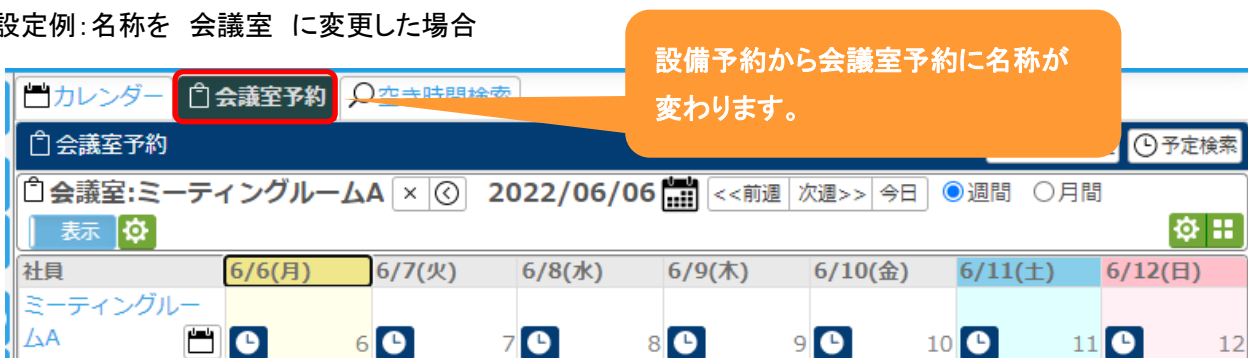 設定例：名称を　会議室　に変更した場合
設備予約から会議室予約に名称が
変わります。
カレンダー 会議室予約 空き時間検索
会議室予約
予定検索
会議室:ミーティングルームA × 2022/06/06 <<前週 次週>> 今日 週間 月間
表示
社員 6/6(月) 6/7(火) 6/8(水) 6/9(木) 6/10(金) 6/11(土) 6/12(日)
ミーティングルー
ムA 6 7 8 9 10 11 12